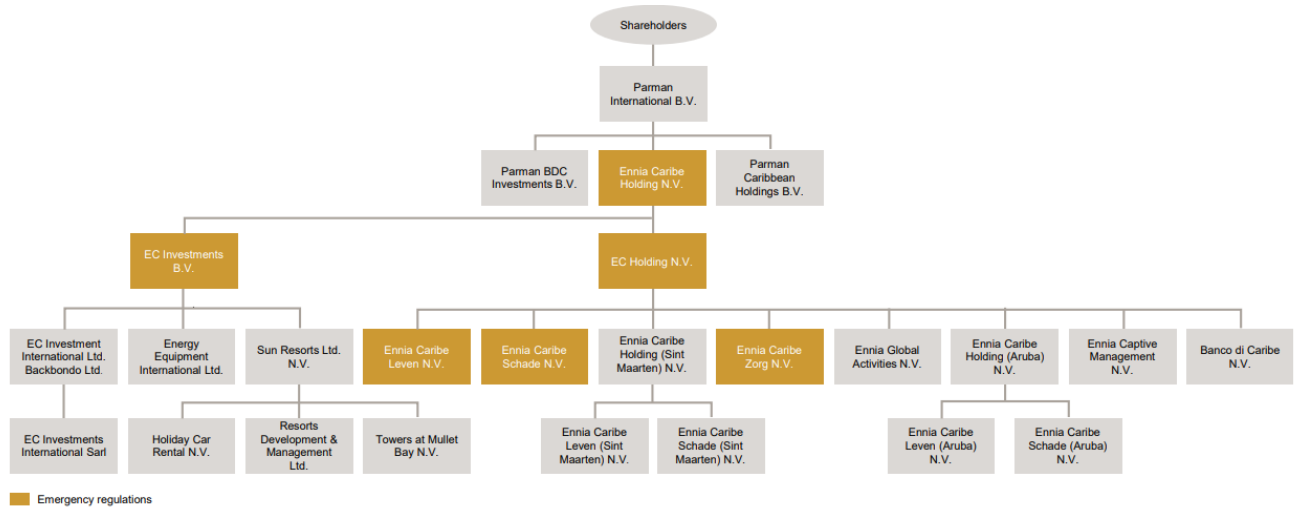 Shareholders
Parman
International B.V.
Parman BDC
Investments B.V.
Ennia Caribe
Holding N.V.
Parman
Caribbean
Holdings B.V.
EC Investments
B.V.
EC Holding N.V.
EC Investment
International Ltd.
Backbondo Ltd.
Energy
Equipment
International Ltd.
Sun Resorts Ltd.
N.V.
Ennia Caribe
Leven N.V.
Ennia Caribe
Schade N.V.
Ennia Caribe
Holding (Sint
Maarten) N.V.
Ennia Caribe
Zorg N.V.
Ennia Global
Activities N.V.
Ennia Caribe
Holding (Aruba)
N.V.
Ennia Captive
Management N.V.
Banco di Caribe
N.V.
EC Investments
International Sarl
Holiday Car
Rental N.V.
Resorts
Development &
Management
Ltd.
Towers at Mullet
Bay N.V.
Ennia Caribe
Leven (Sint
Maarten) N.V.
Ennia Caribe
Schade (Sint
Maarten) N.V.
Ennia Caribe
Leven (Aruba)
N.V.
Ennia Caribe
Schade (Aruba)
N.V.
Emergency regulations